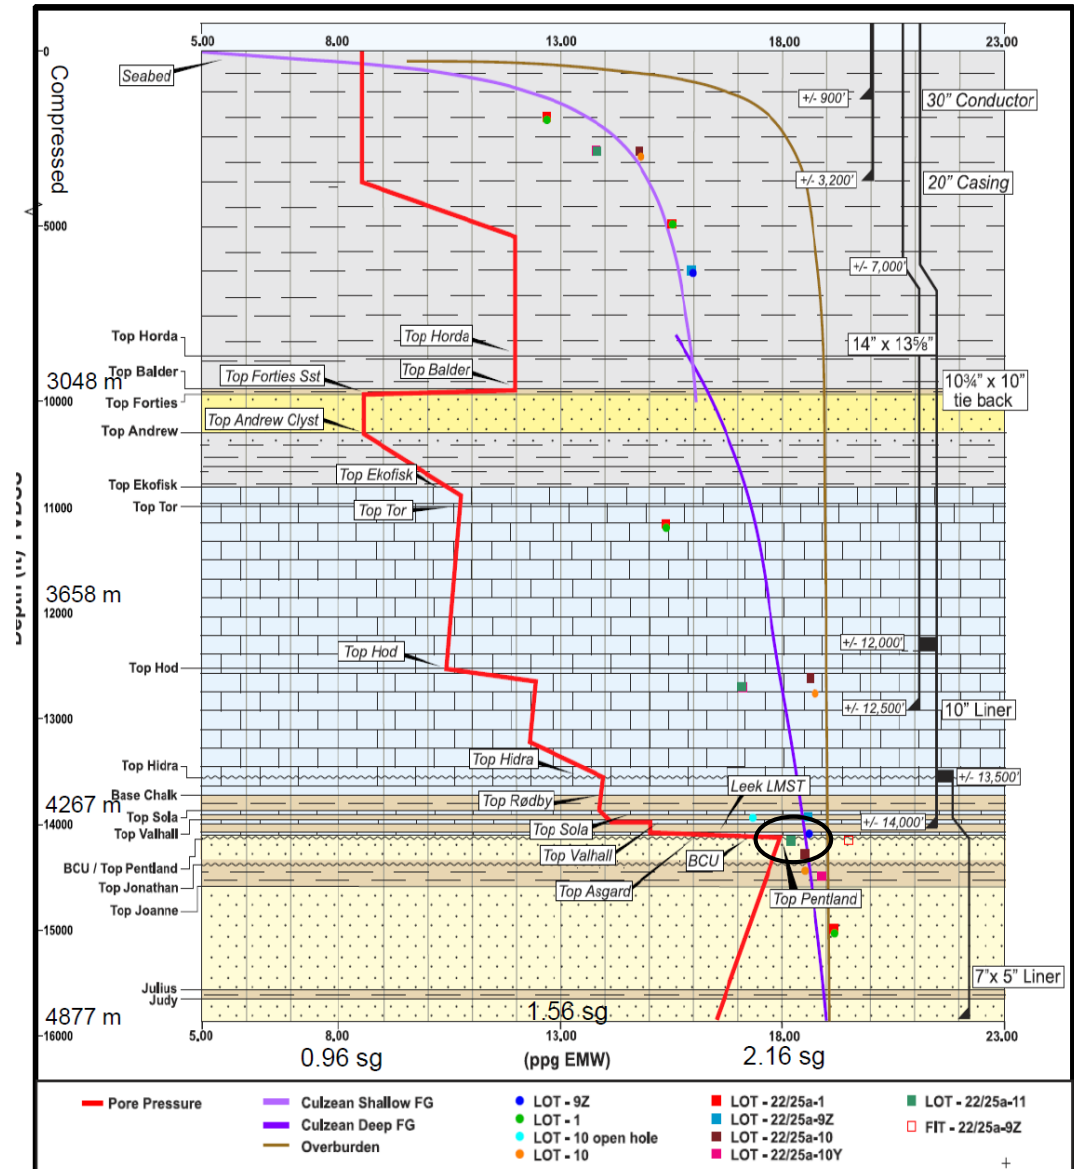 5.00 8.00 13.00 18.00 23.00
0
Compressed
Seabed
+/- 900'
30" Conductor
+/- 3,200'
20" Casing
5000
+/- 7,000'
Top Horda
Top Horda
14" x 13⅝"
Top Balder
Top Balder
3048 m
Top Forties Sst
10¾" x 10"
tie back
10000
Top Forties
Top Andrew Clyst
Top Andrew
Top Ekofisk
Top Ekofisk
11000
Top Tor
Top Tor
3658 m
12000
+/- 12,000'
Top Hod
Top Hod
+/- 12,500'
10" Liner
13000
Top Hidra
Top Hidra
+/- 13,500'
Leek LMST
Base Chalk
4267 m
Top Rødby
Top Sola
14000
Top Sola
+/- 14,000'
Top Valhall
Top Valhall
BCU
BCU / Top Pentland
Top Jonathan
Top Asgard
Top Pentland
Top Joanne
15000
7"x 5" Liner
Julius
Judy
4877 m
1.56 sg
16000
5.00 8.00 13.00 18.00 23.00
0.96 sg
(ppg EMW)
2.16 sg
Pore Pressure
Culzean Shallow FG
Culzean Deep FG
Overburden
LOT - 9Z
LOT - 1
LOT - 10 open hole
LOT - 10
LOT - 22/25a-1
LOT - 22/25a-9Z
LOT - 22/25a-10
LOT - 22/25a-10Y
LOT - 22/25a-11
FIT - 22/25a-9Z